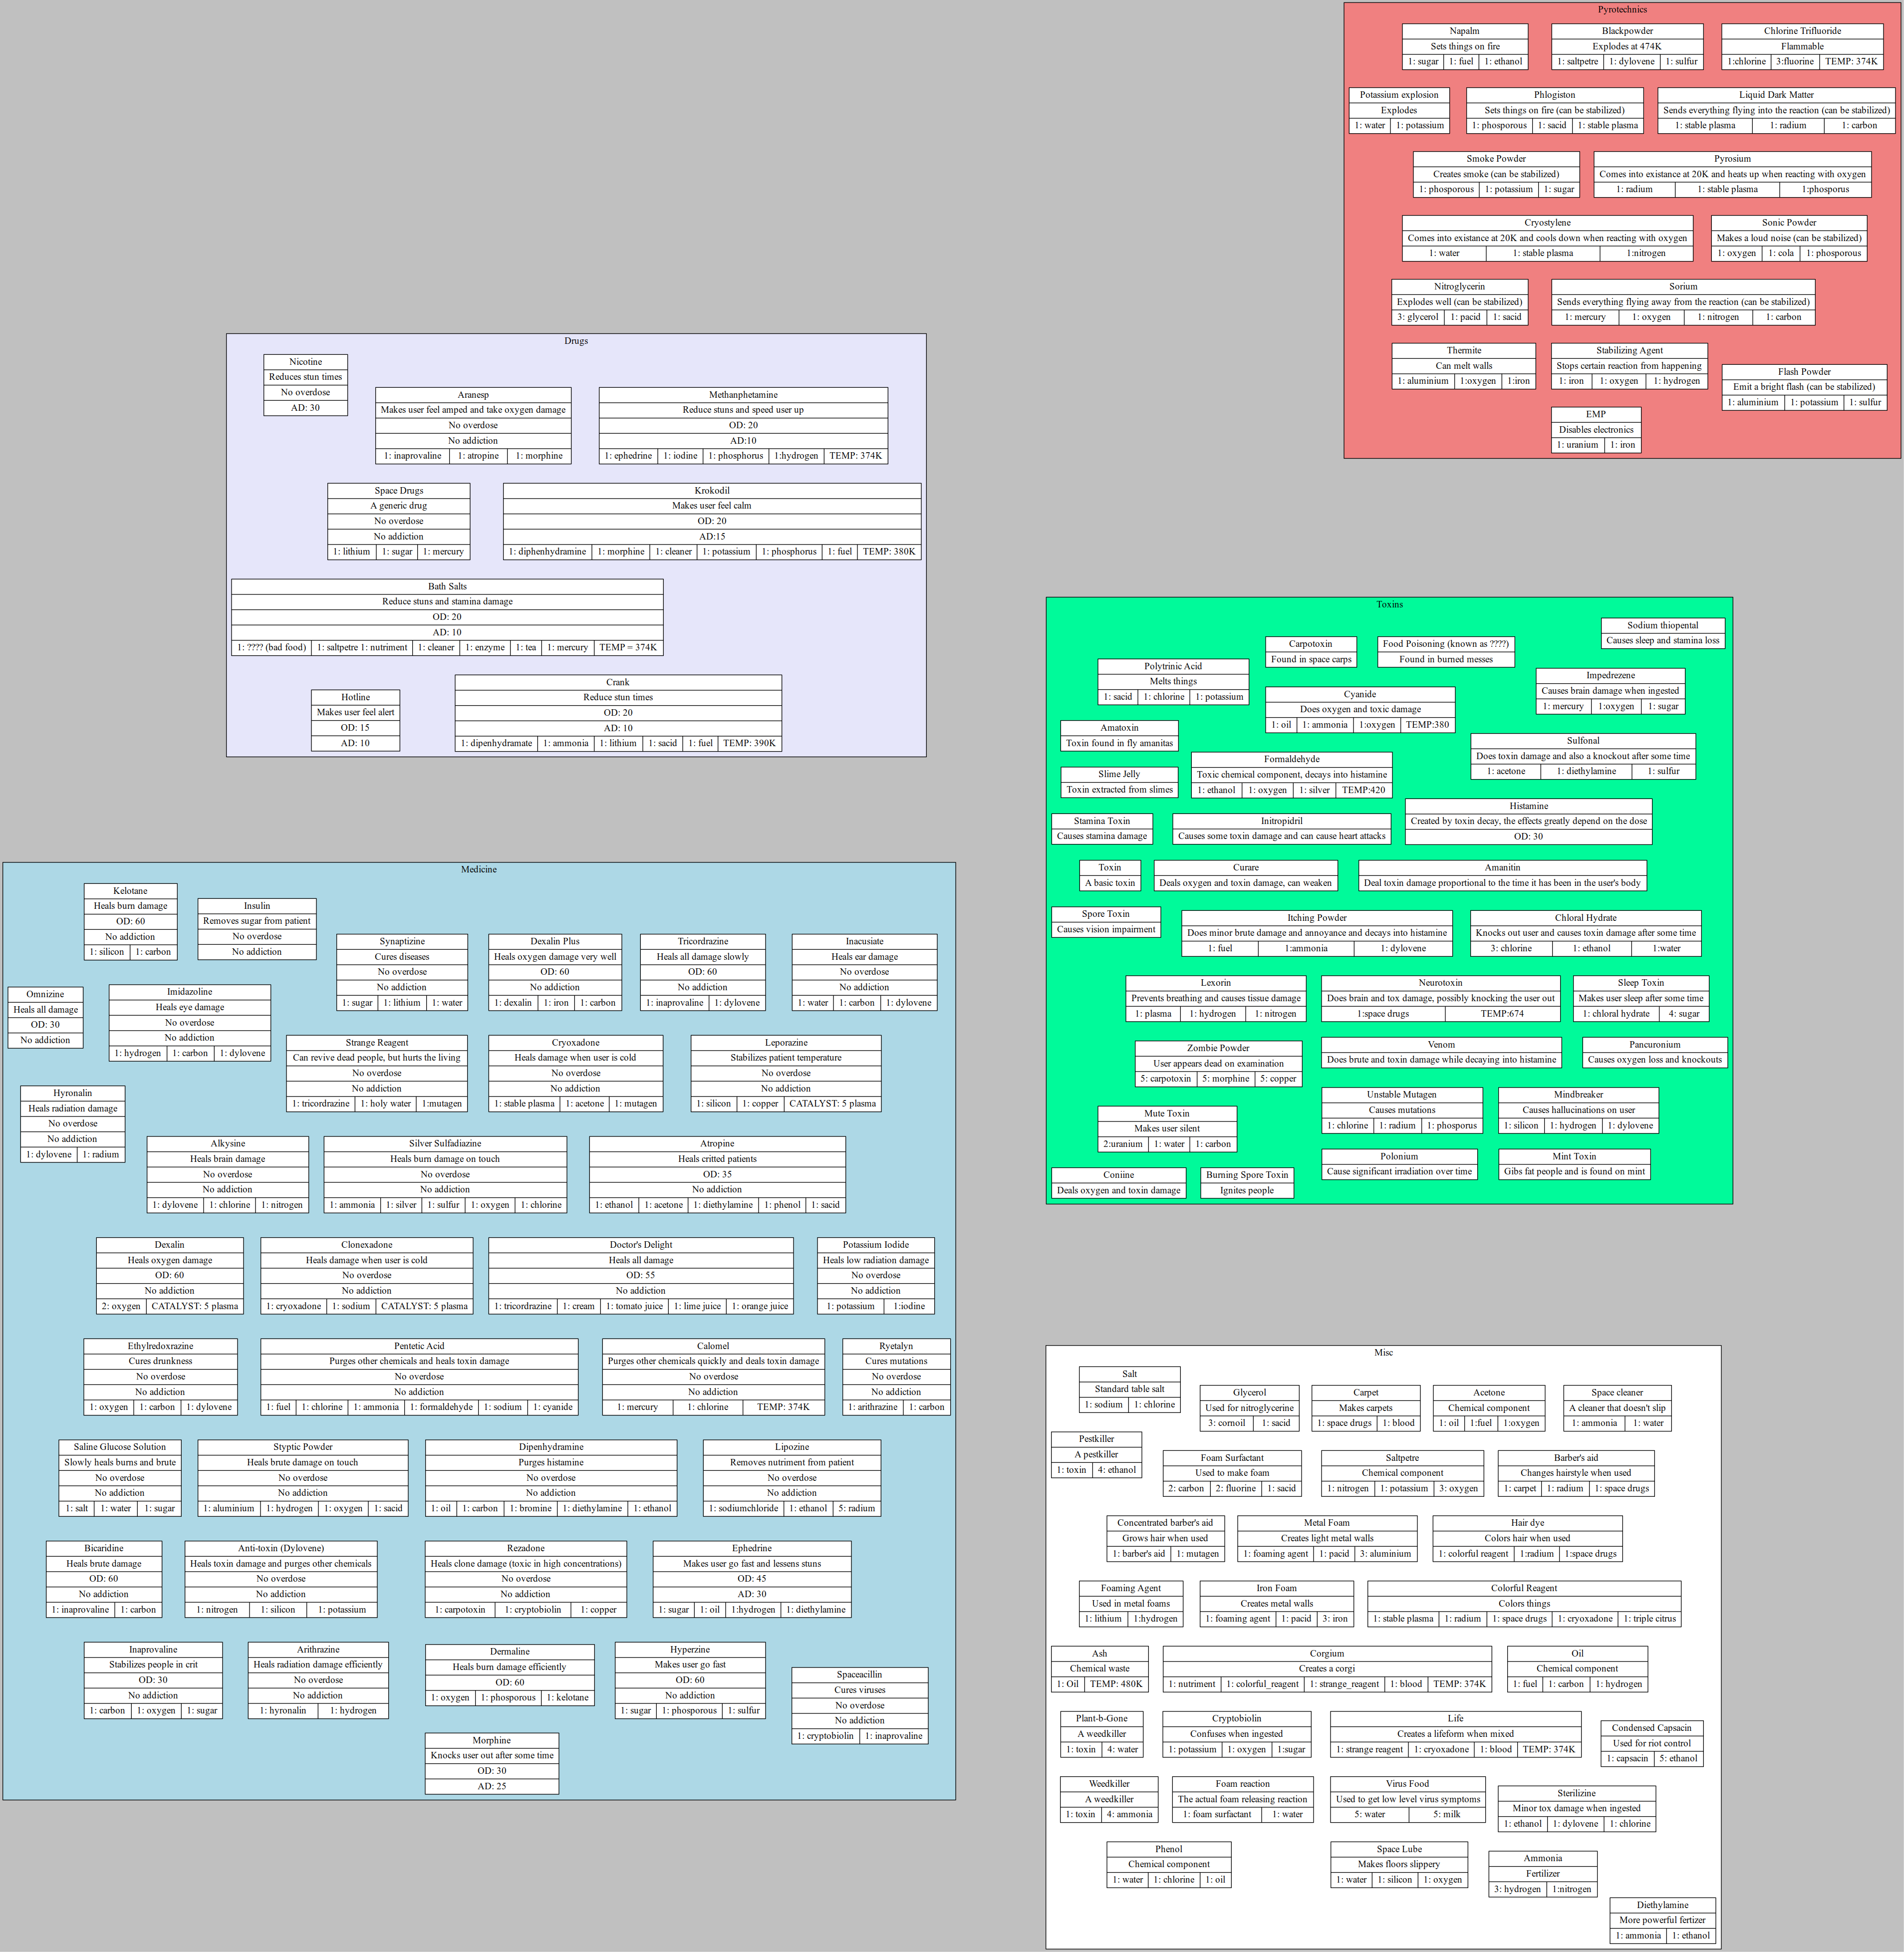 Pyrotechnics
Napalm
Sets things on fire
1: sugar 1: fuel 1: ethanol
Blackpowder
Explodes at 474K
1: saltpetre 1: dylovene 1: sulfur
Chlorine Trifluoride
Flammable
1:chlorine 3:fluorine TEMP: 374K
Potassium explosion
Explodes
1: water 1: potassium
Phlogiston
Sets things on fire (can be stabilized)
1: phosporous 1: sacid 1: stable plasma
Liquid Dark Matter
Sends everything flying into the reaction (can be stabilized)
1: stable plasma 1: radium 1: carbon
Smoke Powder
Creates smoke (can be stabilized)
1: phosporous 1: potassium 1: sugar
Pyrosium
Comes into existance at 20K and heats up when reacting with oxygen
1: radium 1: stable plasma 1:phosporus
Cryostylene
Comes into existance at 20K and cools down when reacting with oxygen
1: water 1: stable plasma 1:nitrogen
Sonic Powder
Makes a loud noise (can be stabilized)
1: oxygen 1: cola 1: phosporous
Nitroglycerin
Explodes well (can be stabilized)
3: glycerol 1: pacid 1: sacid
Sorium
Sends everything flying away from the reaction (can be stabilized)
1: mercury 1: oxygen 1: nitrogen 1: carbon
Thermite
Can melt walls
1: aluminium 1:oxygen 1:iron
Stabilizing Agent
Stops certain reaction from happening
1: iron 1: oxygen 1: hydrogen
Flash Powder
Emit a bright flash (can be stabilized)
1: aluminium 1: potassium 1: sulfur
EMP
Disables electronics
1: uranium 1: iron
Drugs
Nicotine
Reduces stun times
No overdose
AD: 30
Aranesp
Makes user feel amped and take oxygen damage
No overdose
No addiction
1: inaprovaline 1: atropine 1: morphine
Methanphetamine
Reduce stuns and speed user up
OD: 20
AD:10
1: ephedrine 1: iodine 1: phosphorus 1:hydrogen TEMP: 374K
Space Drugs
A generic drug
No overdose
No addiction
1: lithium 1: sugar 1: mercury
Krokodil
Makes user feel calm
OD: 20
AD:15
1: diphenhydramine 1: morphine 1: cleaner 1: potassium 1: phosphorus 1: fuel TEMP: 380K
Bath Salts
Reduce stuns and stamina damage
OD: 20
AD: 10
1: ???? (bad food) 1: saltpetre 1: nutriment 1: cleaner 1: enzyme 1: tea 1: mercury TEMP = 374K
Hotline
Makes user feel alert
OD: 15
AD: 10
Crank
Reduce stun times
OD: 20
AD: 10
1: dipenhydramate 1: ammonia 1: lithium 1: sacid 1: fuel TEMP: 390K
Toxins
Sodium thiopental
Causes sleep and stamina loss
Carpotoxin
Found in space carps
Food Poisoning (known as ????)
Found in burned messes
Polytrinic Acid
Melts things
1: sacid 1: chlorine 1: potassium
Impedrezene
Causes brain damage when ingested
1: mercury 1:oxygen 1: sugar
Cyanide
Does oxygen and toxic damage
1: oil 1: ammonia 1:oxygen TEMP:380
Amatoxin
Toxin found in fly amanitas
Sulfonal
Does toxin damage and also a knockout after some time
1: acetone 1: diethylamine 1: sulfur
Formaldehyde
Toxic chemical component, decays into histamine
1: ethanol 1: oxygen 1: silver TEMP:420
Slime Jelly
Toxin extracted from slimes
Histamine
Created by toxin decay, the effects greatly depend on the dose
OD: 30
Stamina Toxin
Causes stamina damage
Initropidril
Causes some toxin damage and can cause heart attacks
Toxin
A basic toxin
Curare
Deals oxygen and toxin damage, can weaken
Amanitin
Deal toxin damage proportional to the time it has been in the user's body
Spore Toxin
Causes vision impairment
Itching Powder
Does minor brute damage and annoyance and decays into histamine
1: fuel 1:ammonia 1: dylovene
Chloral Hydrate
Knocks out user and causes toxin damage after some time
3: chlorine 1: ethanol 1:water
Lexorin
Prevents breathing and causes tissue damage
1: plasma 1: hydrogen 1: nitrogen
Neurotoxin
Does brain and tox damage, possibly knocking the user out
1:space drugs TEMP:674
Sleep Toxin
Makes user sleep after some time
1: chloral hydrate 4: sugar
Zombie Powder
User appears dead on examination
5: carpotoxin 5: morphine 5: copper
Venom
Does brute and toxin damage while decaying into histamine
Pancuronium
Causes oxygen loss and knockouts
Unstable Mutagen
Causes mutations
1: chlorine 1: radium 1: phosporus
Mindbreaker
Causes hallucinations on user
1: silicon 1: hydrogen 1: dylovene
Mute Toxin
Makes user silent
2:uranium 1: water 1: carbon
Polonium
Cause significant irradiation over time
Mint Toxin
Gibs fat people and is found on mint
Coniine
Deals oxygen and toxin damage
Burning Spore Toxin
Ignites people
Medicine
Kelotane
Heals burn damage
OD: 60
No addiction
1: silicon 1: carbon
Insulin
Removes sugar from patient
No overdose
No addiction
Synaptizine
Cures diseases
No overdose
No addiction
1: sugar 1: lithium 1: water
Dexalin Plus
Heals oxygen damage very well
OD: 60
No addiction
1: dexalin 1: iron 1: carbon
Tricordrazine
Heals all damage slowly
OD: 60
No addiction
1: inaprovaline 1: dylovene
Inacusiate
Heals ear damage
No overdose
No addiction
1: water 1: carbon 1: dylovene
Omnizine
Heals all damage
OD: 30
No addiction
Imidazoline
Heals eye damage
No overdose
No addiction
1: hydrogen 1: carbon 1: dylovene
Strange Reagent
Can revive dead people, but hurts the living
No overdose
No addiction
1: tricordrazine 1: holy water 1:mutagen
Cryoxadone
Heals damage when user is cold
No overdose
No addiction
1: stable plasma 1: acetone 1: mutagen
Leporazine
Stabilizes patient temperature
No overdose
No addiction
1: silicon 1: copper CATALYST: 5 plasma
Hyronalin
Heals radiation damage
No overdose
No addiction
1: dylovene 1: radium
Alkysine
Heals brain damage
No overdose
No addiction
1: dylovene 1: chlorine 1: nitrogen
Silver Sulfadiazine
Heals burn damage on touch
No overdose
No addiction
1: ammonia 1: silver 1: sulfur 1: oxygen 1: chlorine
Atropine
Heals critted patients
OD: 35
No addiction
1: ethanol 1: acetone 1: diethylamine 1: phenol 1: sacid
Dexalin
Heals oxygen damage
OD: 60
No addiction
2: oxygen CATALYST: 5 plasma
Clonexadone
Heals damage when user is cold
No overdose
No addiction
1: cryoxadone 1: sodium CATALYST: 5 plasma
Doctor's Delight
Heals all damage
OD: 55
No addiction
1: tricordrazine 1: cream 1: tomato juice 1: lime juice 1: orange juice
Potassium Iodide
Heals low radiation damage
No overdose
No addiction
1: potassium 1:iodine
Ethylredoxrazine
Cures drunkness
No overdose
No addiction
1: oxygen 1: carbon 1: dylovene
Pentetic Acid
Purges other chemicals and heals toxin damage
No overdose
No addiction
1: fuel 1: chlorine 1: ammonia 1: formaldehyde 1: sodium 1: cyanide
Calomel
Purges other chemicals quickly and deals toxin damage
No overdose
No addiction
1: mercury 1: chlorine TEMP: 374K
Ryetalyn
Cures mutations
No overdose
No addiction
1: arithrazine 1: carbon
Saline Glucose Solution
Slowly heals burns and brute
No overdose
No addiction
1: salt 1: water 1: sugar
Styptic Powder
Heals brute damage on touch
No overdose
No addiction
1: aluminium 1: hydrogen 1: oxygen 1: sacid
Dipenhydramine
Purges histamine
No overdose
No addiction
1: oil 1: carbon 1: bromine 1: diethylamine 1: ethanol
Lipozine
Removes nutriment from patient
No overdose
No addiction
1: sodiumchloride 1: ethanol 5: radium
Bicaridine
Heals brute damage
OD: 60
No addiction
1: inaprovaline 1: carbon
Anti-toxin (Dylovene)
Heals toxin damage and purges other chemicals
No overdose
No addiction
1: nitrogen 1: silicon 1: potassium
Rezadone
Heals clone damage (toxic in high concentrations)
No overdose
No addiction
1: carpotoxin 1: cryptobiolin 1: copper
Ephedrine
Makes user go fast and lessens stuns
OD: 45
AD: 30
1: sugar 1: oil 1:hydrogen 1: diethylamine
Inaprovaline
Stabilizes people in crit
OD: 30
No addiction
1: carbon 1: oxygen 1: sugar
Arithrazine
Heals radiation damage efficiently
No overdose
No addiction
1: hyronalin 1: hydrogen
Dermaline
Heals burn damage efficiently
OD: 60
1: oxygen 1: phosporous 1: kelotane
Hyperzine
Makes user go fast
OD: 60
No addiction
1: sugar 1: phosporous 1: sulfur
Spaceacillin
Cures viruses
No overdose
No addiction
1: cryptobiolin 1: inaprovaline
Morphine
Knocks user out after some time
OD: 30
AD: 25
Misc
Salt
Standard table salt
1: sodium 1: chlorine
Glycerol
Used for nitroglycerine
3: cornoil 1: sacid
Carpet
Makes carpets
1: space drugs 1: blood
Acetone
Chemical component
1: oil 1:fuel 1:oxygen
Space cleaner
A cleaner that doesn't slip
1: ammonia 1: water
Pestkiller
A pestkiller
1: toxin 4: ethanol
Foam Surfactant
Used to make foam
2: carbon 2: fluorine 1: sacid
Saltpetre
Chemical component
1: nitrogen 1: potassium 3: oxygen
Barber's aid
Changes hairstyle when used
1: carpet 1: radium 1: space drugs
Concentrated barber's aid
Grows hair when used
1: barber's aid 1: mutagen
Metal Foam
Creates light metal walls
1: foaming agent 1: pacid 3: aluminium
Hair dye
Colors hair when used
1: colorful reagent 1:radium 1:space drugs
Foaming Agent
Used in metal foams
1: lithium 1:hydrogen
Iron Foam
Creates metal walls
1: foaming agent 1: pacid 3: iron
Colorful Reagent
Colors things
1: stable plasma 1: radium 1: space drugs 1: cryoxadone 1: triple citrus
Ash
Chemical waste
1: Oil TEMP: 480K
Corgium
Creates a corgi
1: nutriment 1: colorful_reagent 1: strange_reagent 1: blood TEMP: 374K
Oil
Chemical component
1: fuel 1: carbon 1: hydrogen
Plant-b-Gone
A weedkiller
1: toxin 4: water
Cryptobiolin
Confuses when ingested
1: potassium 1: oxygen 1:sugar
Life
Creates a lifeform when mixed
1: strange reagent 1: cryoxadone 1: blood TEMP: 374K
Condensed Capsacin
Used for riot control
1: capsacin 5: ethanol
Weedkiller
A weedkiller
1: toxin 4: ammonia
Foam reaction
The actual foam releasing reaction
1: foam surfactant 1: water
Virus Food
Used to get low level virus symptoms
5: water 5: milk
Sterilizine
Minor tox damage when ingested
1: ethanol 1: dylovene 1: chlorine
Phenol
Chemical component
1: water 1: chlorine 1: oil
Space Lube
Makes floors slippery
1: water 1: silicon 1: oxygen
Ammonia
Fertilizer
3: hydrogen 1:nitrogen
Diethylamine
More powerful fertizer
1: ammonia 1: ethanol